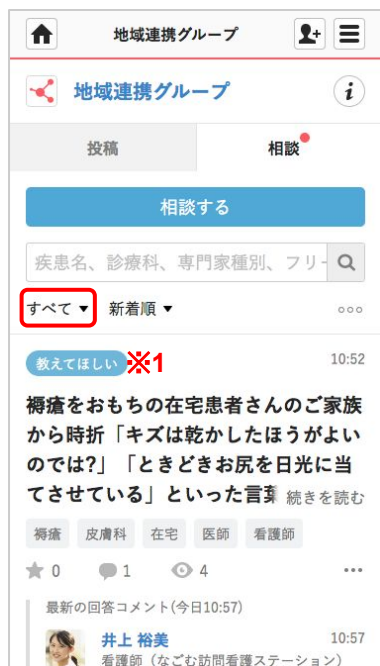 地域連携グループ
地域連携グループ
i
投稿
相談
相談する
疾患名、診療科、専門家種別、フリー
すべて ▼ 新着順 ▼
教えてほしい ※1 10:52
褥瘡をおもちの在宅患者さんのご家族
から時折「キズは乾かしたほうがよい
のでは?」「ときどきお尻を日光に当
てさせている」といった言葉 続きを読む
褥瘡 皮膚科 在宅 医師 看護師
0 1 4
最新の回答コメント(今日10:57)
井上 裕美 10:57
看護師（なごむ訪問看護ステーション）